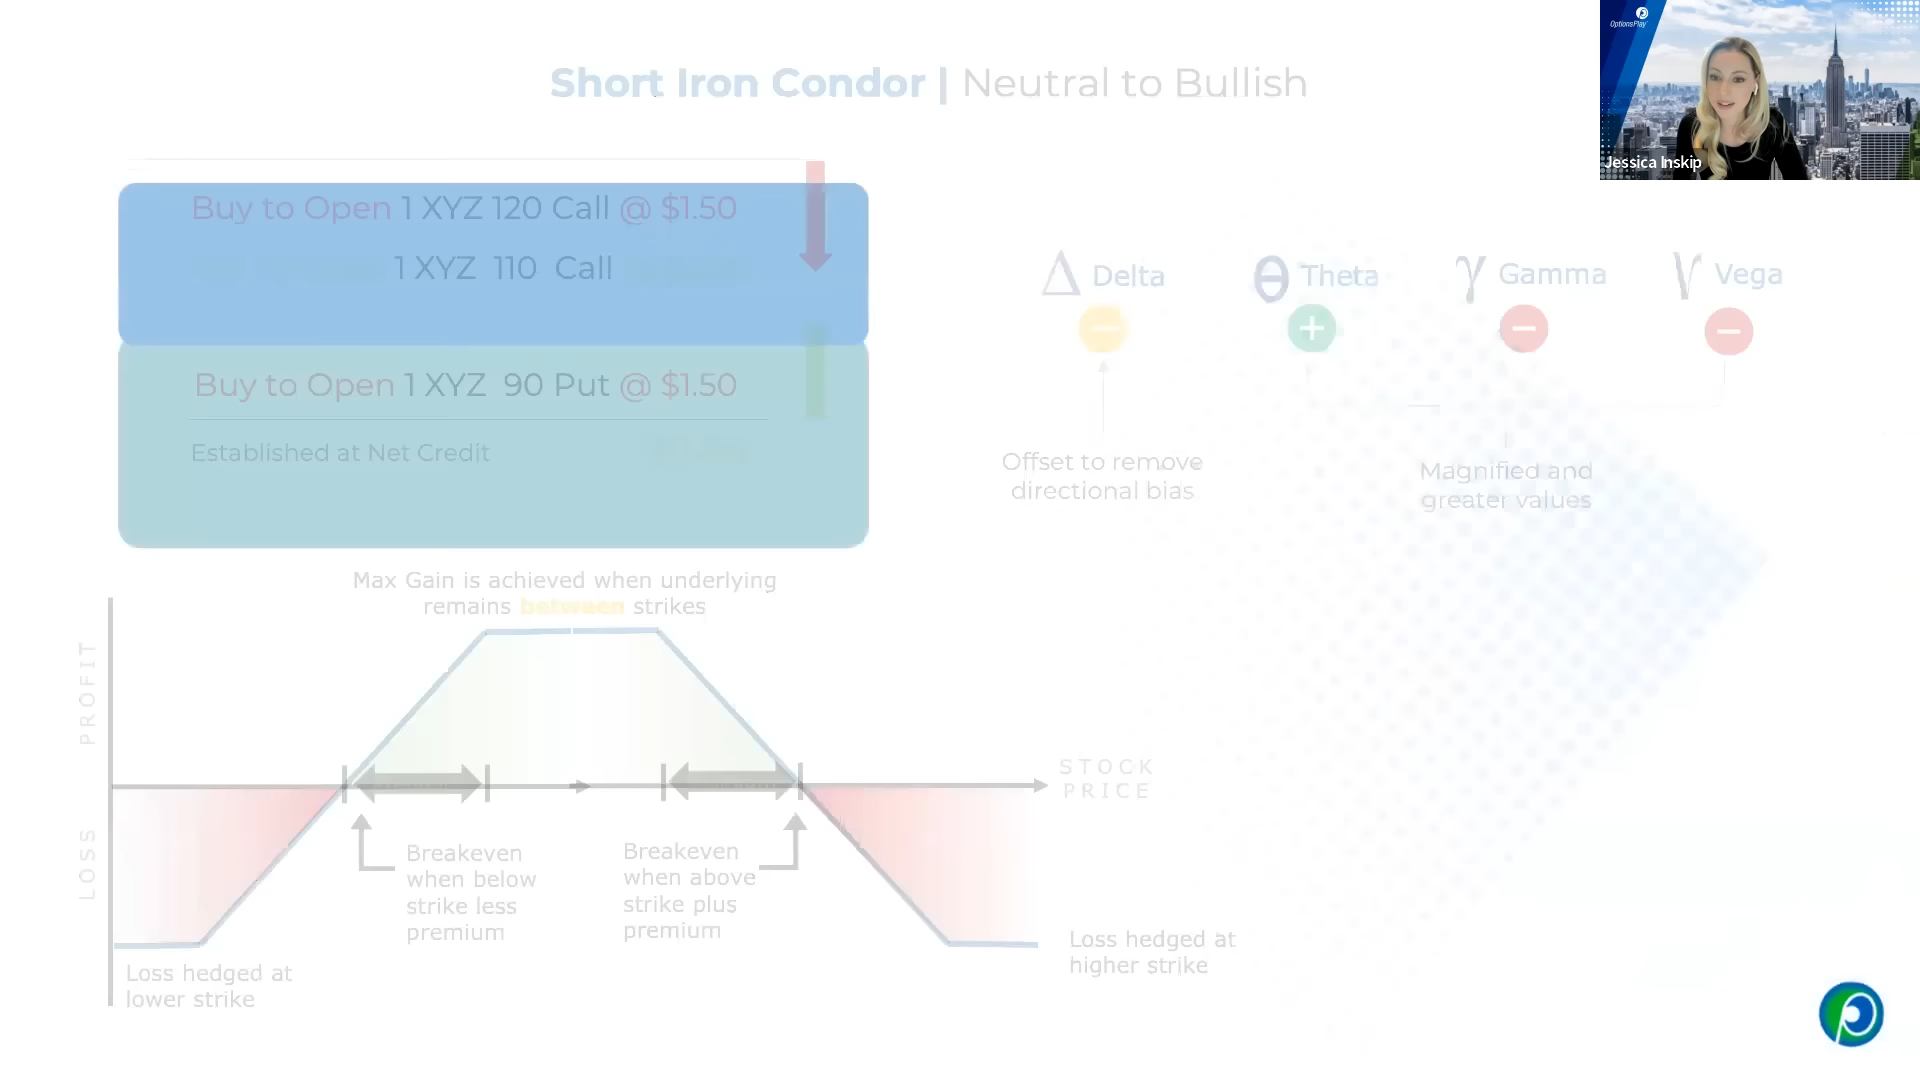 OptionsPlay
Jessica Inskip
Short Iron Condor | Neutral to Bullish
Buy to Open 1 XYZ 120 Call @ $1.50
1 XYZ 110 Call
Buy to Open 1 XYZ 90 Put @ $1.50
Established at Net Credit
Δ Delta
θ Theta
γ Gamma
V Vega
Offset to remove
directional bias
Magnified and
greater values
Max Gain is achieved when underlying
remains between strikes
PROFIT
LOSS
STOCK
PRICE
Breakeven
when below
strike less
premium
Breakeven
when above
strike plus
premium
Loss hedged at
lower strike
Loss hedged at
higher strike